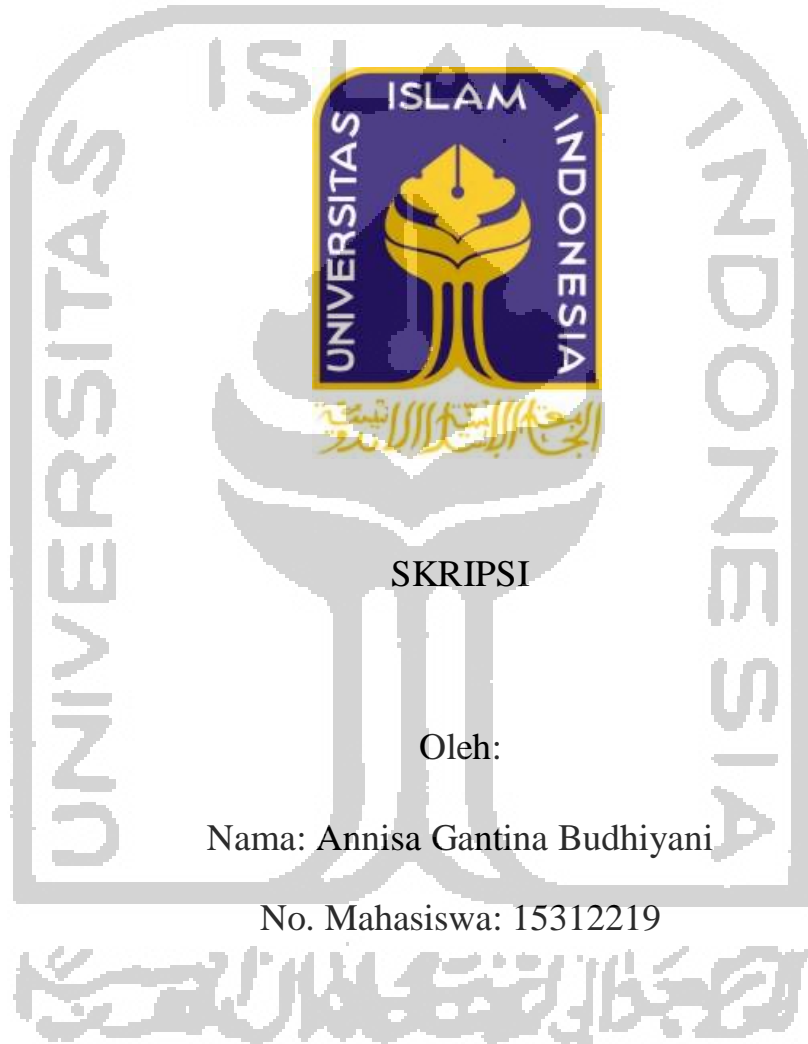 ISLAM
UNIVERSITAS
INDONESIA
SKRIPSI
Oleh:
Nama: Annisa Gantina Budhiyani
No. Mahasiswa: 15312219